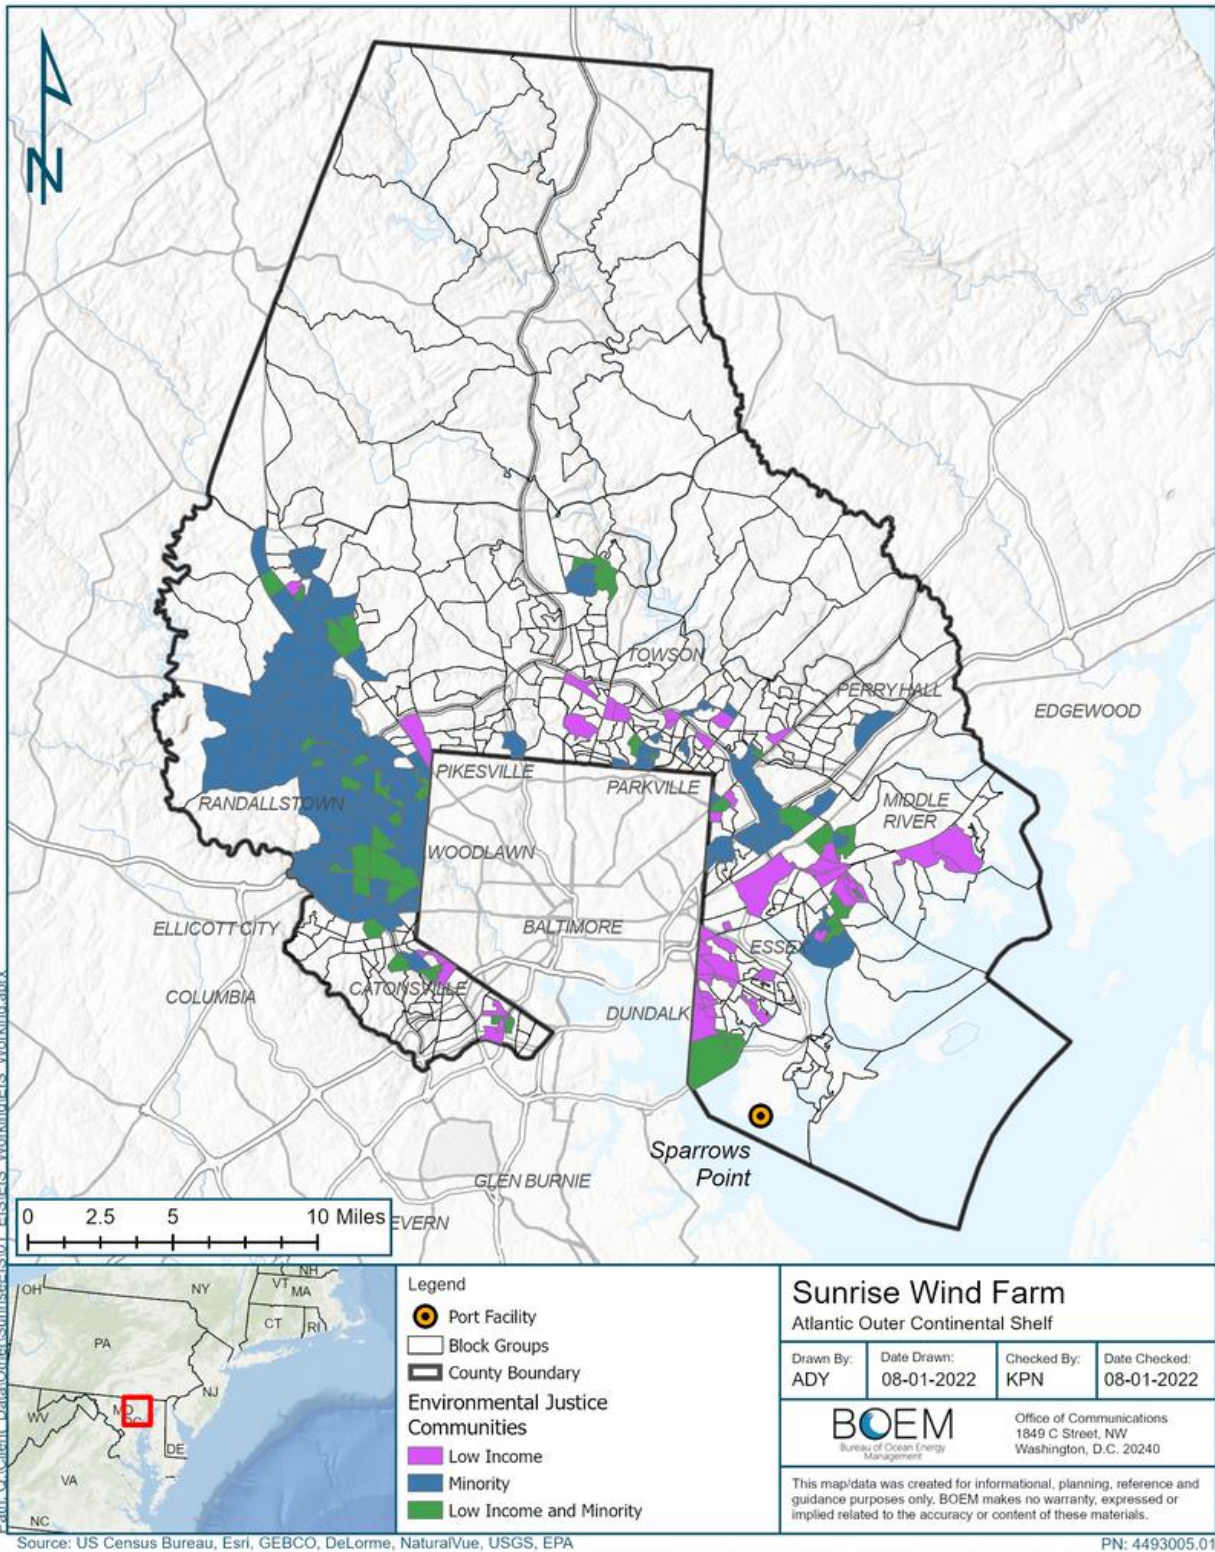 N
TOWSON
PERRYHALL
EDGEWOOD
PIKESVILLE
PARKVILLE
RANDALLSTOWN
MIDDLE
RIVER
WOODLAWN
ELLICOTT CITY
BALTIMORE
ESSEX
COLUMBIA
CATONSVILLE
DUNDALK
Sparrows
Point
GLEN BURNIE
EVERN
0 2.5 5 10 Miles
OH
NY
VT
NH
MA
CT
RI
PA
NJ
WV
MD
DC
DE
VA
NC
Legend
Port Facility
Block Groups
County Boundary
Environmental Justice
Communities
Low Income
Minority
Low Income and Minority
Sunrise Wind Farm
Atlantic Outer Continental Shelf
Drawn By:
ADY
Date Drawn:
08-01-2022
Checked By:
KPN
Date Checked:
08-01-2022
BOEM
Bureau of Ocean Energy
Management
Office of Communications
1849 C Street, NW
Washington, D.C. 20240
This map/data was created for informational, planning, reference and
guidance purposes only. BOEM makes no warranty, expressed or
implied related to the accuracy or content of these materials.
Source: US Census Bureau, Esri, GEBCO, DeLorme, NaturalVue, USGS, EPA
PN: 4493005.01